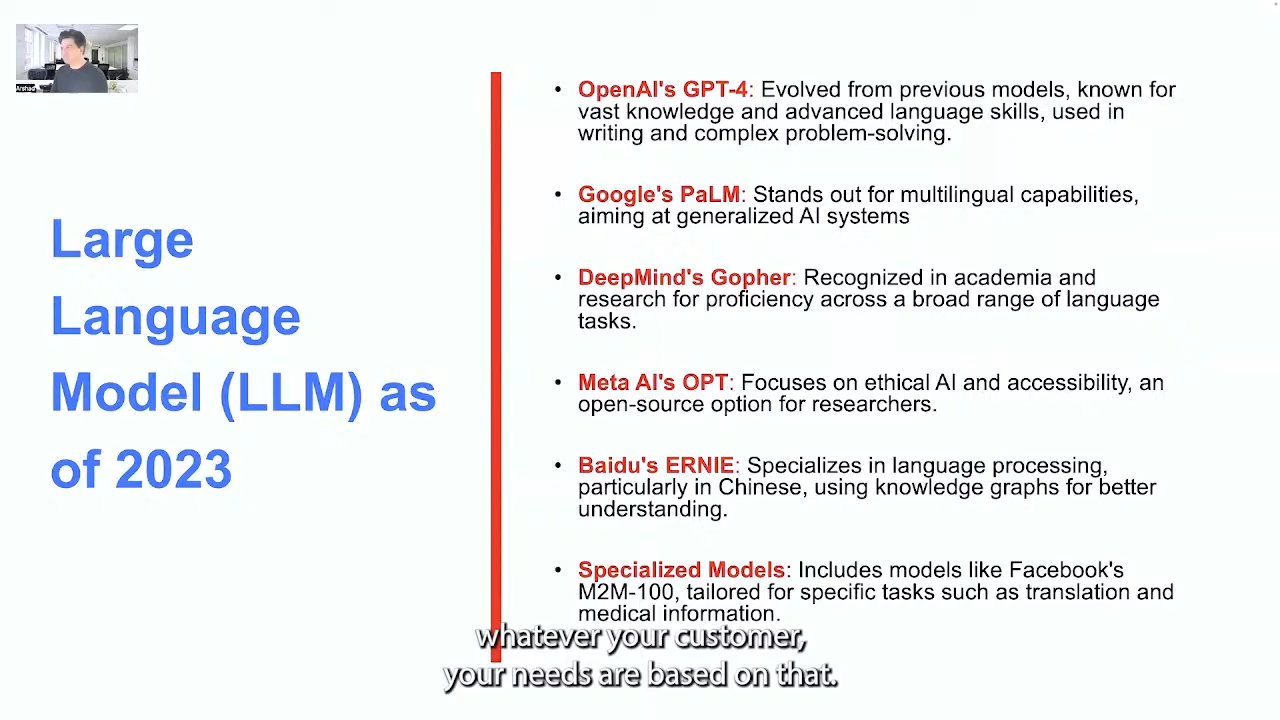 Arshad
Large
Language
Model (LLM) as
of 2023
• OpenAI's GPT-4: Evolved from previous models, known for
vast knowledge and advanced language skills, used in
writing and complex problem-solving.
• Google's PaLM: Stands out for multilingual capabilities,
aiming at generalized AI systems
• DeepMind's Gopher: Recognized in academia and
research for proficiency across a broad range of language
tasks.
• Meta AI's OPT: Focuses on ethical AI and accessibility, an
open-source option for researchers.
• Baidu's ERNIE: Specializes in language processing,
particularly in Chinese, using knowledge graphs for better
understanding.
• Specialized Models: Includes models like Facebook's
M2M-100, tailored for specific tasks such as translation and
medical information.
whatever your customer,
your needs are based on that.